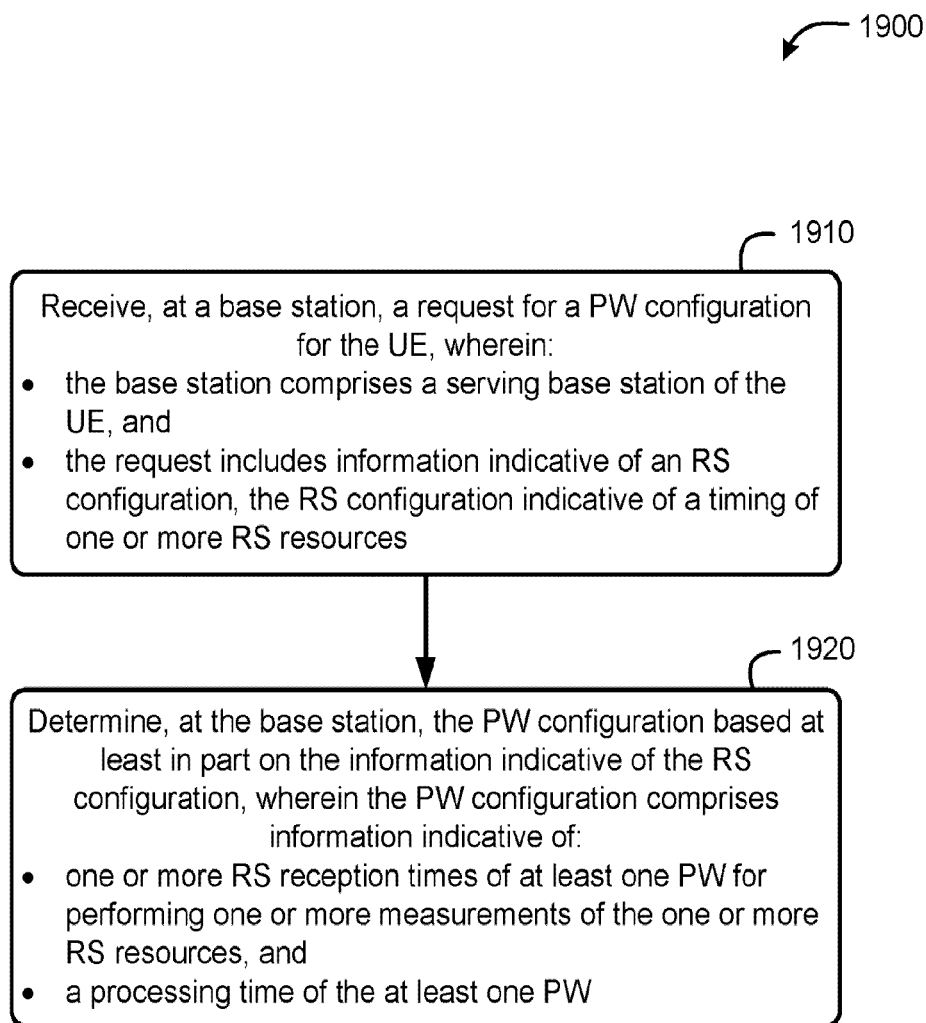 1900
1910
Receive, at a base station, a request for a PW configuration
for the UE, wherein:
• the base station comprises a serving base station of the
UE, and
• the request includes information indicative of an RS
configuration, the RS configuration indicative of a timing of
one or more RS resources
1920
Determine, at the base station, the PW configuration based at
least in part on the information indicative of the RS
configuration, wherein the PW configuration comprises
information indicative of:
• one or more RS reception times of at least one PW for
performing one or more measurements of the one or more
RS resources, and
• a processing time of the at least one PW